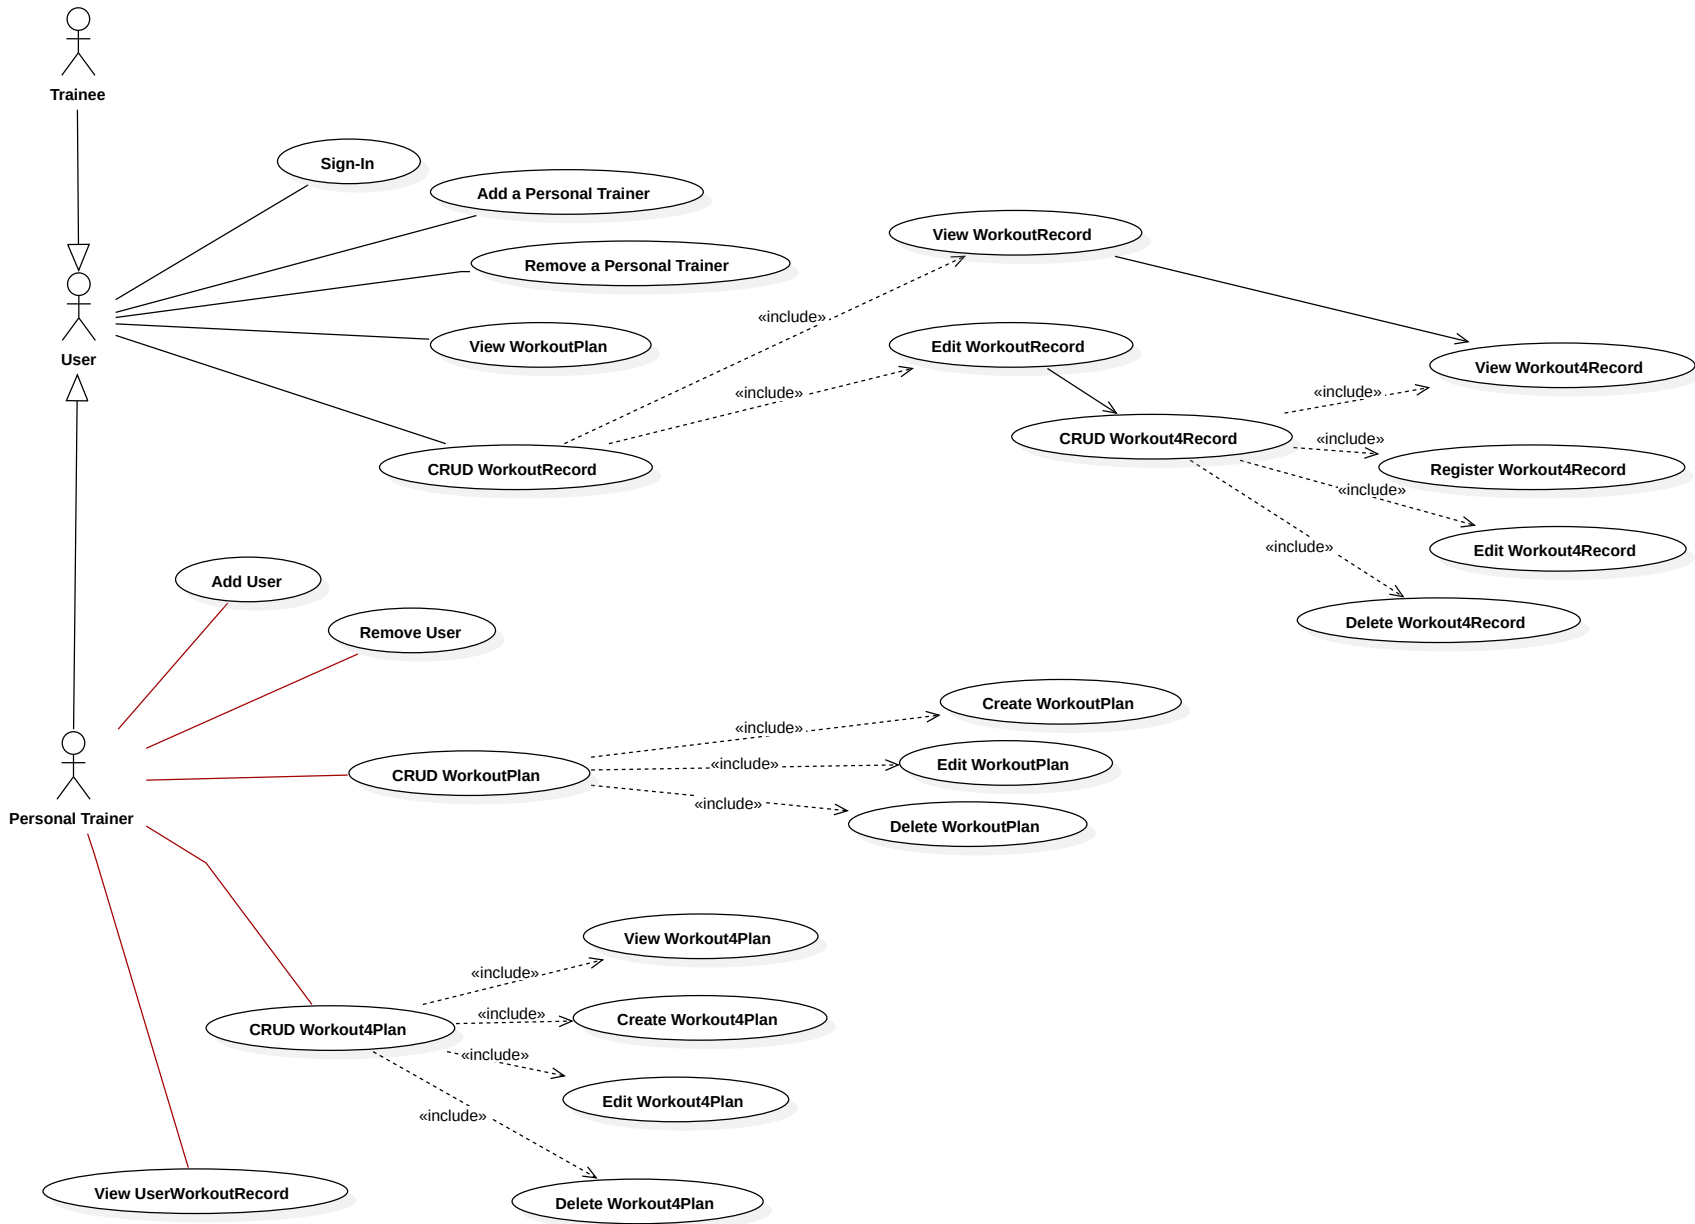 Trainee
Sign-In
Add a Personal Trainer
View WorkoutRecord
Remove a Personal Trainer
«include»
User
View WorkoutPlan
Edit WorkoutRecord
View Workout4Record
«include»
«include»
CRUD WorkoutRecord
CRUD Workout4Record
«include»
Register Workout4Record
«include»
«include»
Edit Workout4Record
Add User
Remove User
Delete Workout4Record
Create WorkoutPlan
«include»
CRUD WorkoutPlan
«include»
Edit WorkoutPlan
«include»
Personal Trainer
Delete WorkoutPlan
View Workout4Plan
«include»
«include»
Create Workout4Plan
CRUD Workout4Plan
«include»
Edit Workout4Plan
«include»
View UserWorkoutRecord
Delete Workout4Plan